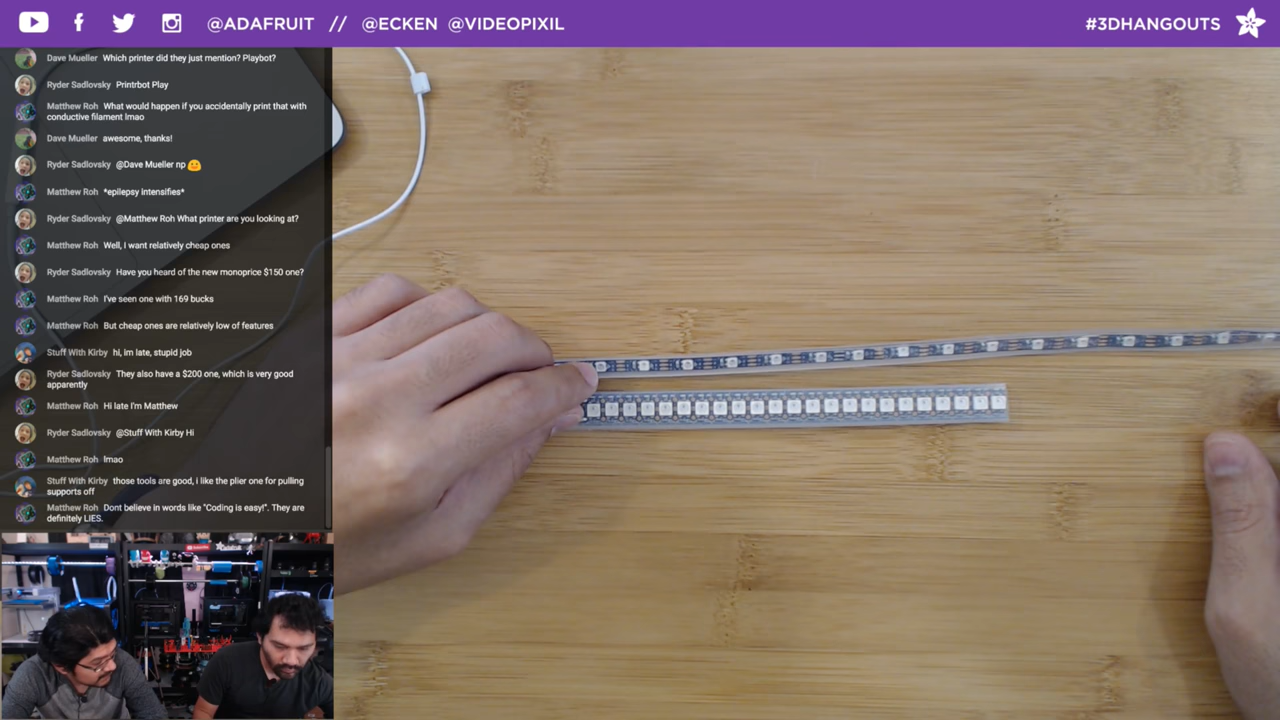 @ADAFRUIT // @ECKEN @VIDEOPIXIL
#3DHANGOUTS
Dave Mueller Which printer did they just mention? Playbot?
Ryder Sadlovsky Printrbot Play
Matthew Roh What would happen if you accidentally print that with
conductive filament lmao
Dave Mueller awesome, thanks!
Ryder Sadlovsky @Dave Mueller np
Matthew Roh *epilepsy intensifies*
Ryder Sadlovsky @Matthew Roh What printer are you looking at?
Matthew Roh Well, I want relatively cheap ones
Ryder Sadlovsky Have you heard of the new monoprice $150 one?
Matthew Roh I've seen one with 169 bucks
Matthew Roh But cheap ones are relatively low of features
Stuff With Kirby hi, im late, stupid job
Ryder Sadlovsky They also have a $200 one, which is very good
apparently
Matthew Roh Hi late I'm Matthew
Ryder Sadlovsky @Stuff With Kirby Hi
Matthew Roh lmao
Stuff With Kirby those tools are good, i like the plier one for pulling
supports off
Matthew Roh Dont believe in words like "Coding is easy!". They are
definitely LIES.